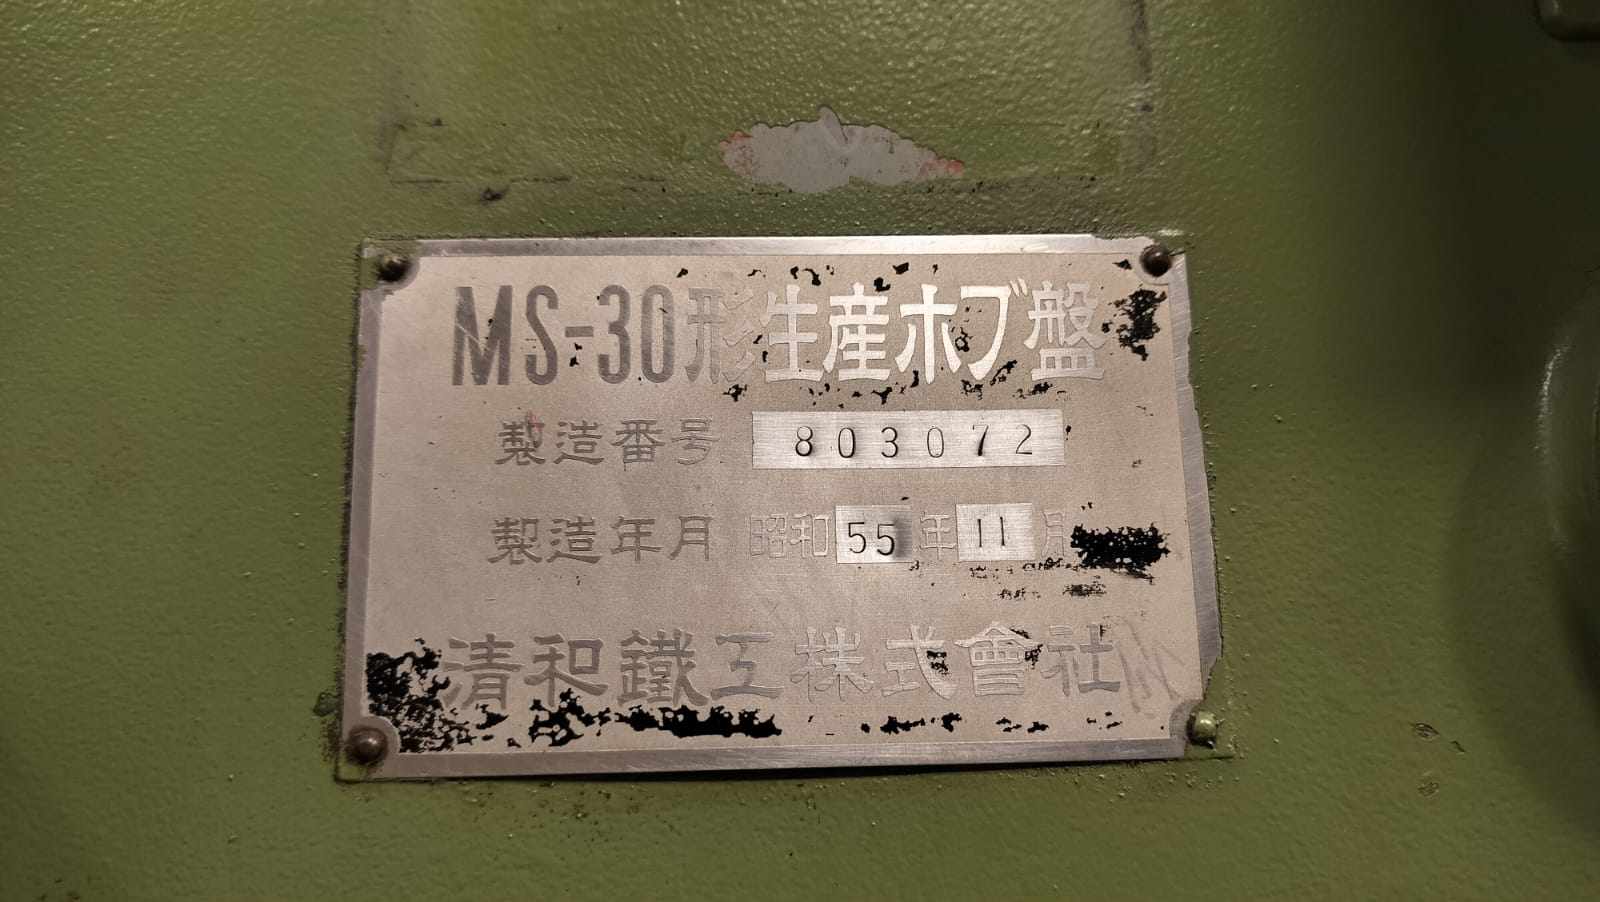 MS-30形生産ホブ盤
製造番号 803072
製造年月 昭和55年11月
清和鐵工株式會社